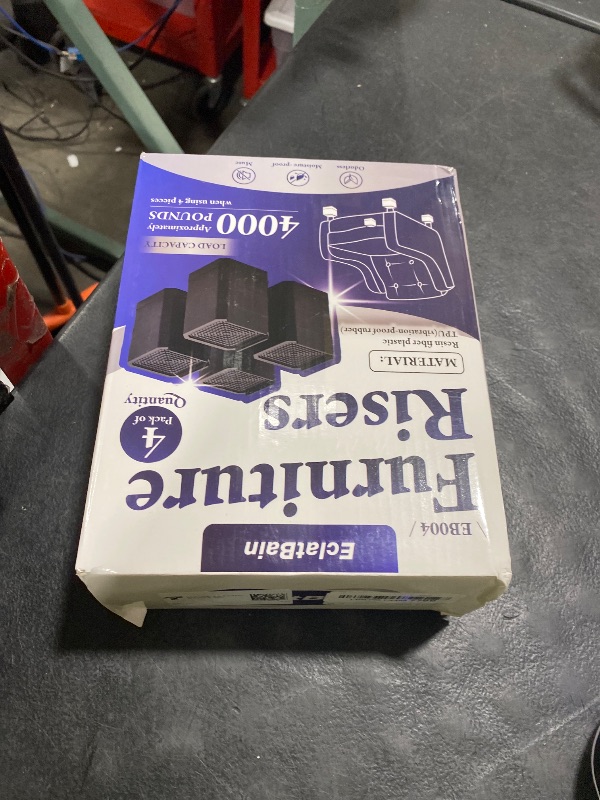 EclatBain
EB004 /
Furniture
Risers
4
Pack of
Quantity
MATERIAL:
Resin fiber plastic
TPU(vibration-proof rubber)
LOAD CAPACITY
Approximately
4000 POUNDS
when using 4 pieces
Odorless
Moisture-proof
Mute